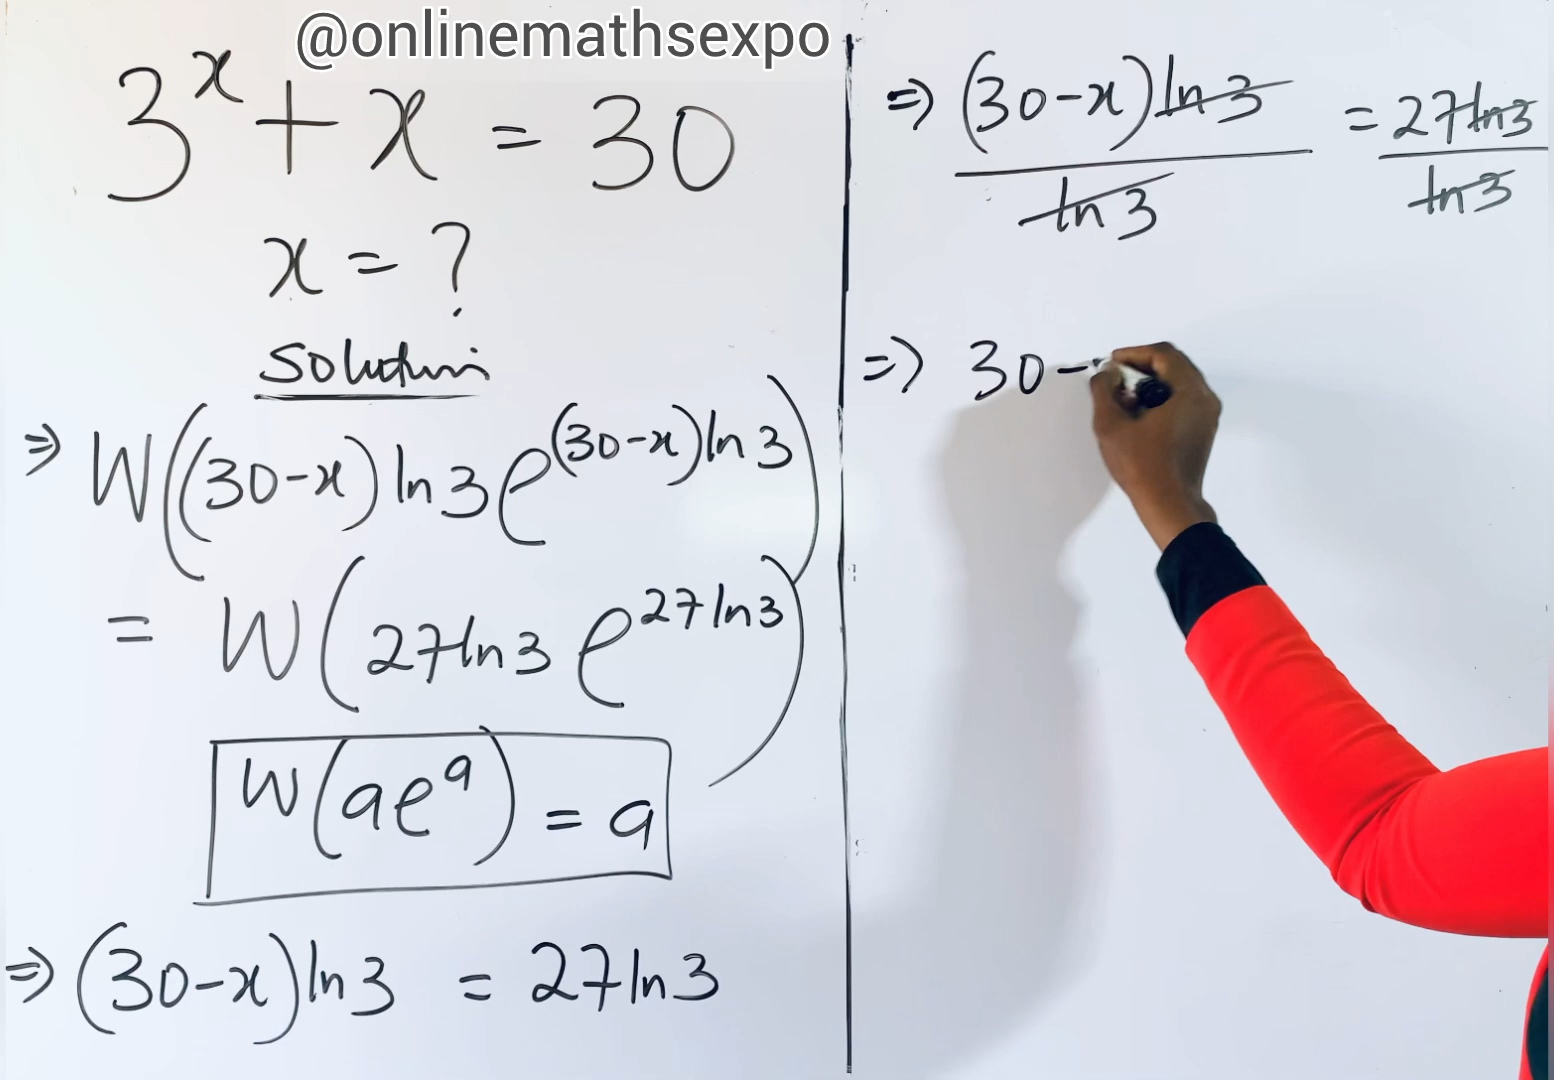 @onlinemathsexpo
3ˣ + x = 30
x = ?
Solution
⇒ W((30-x) ln3 e^(30-x)ln3)
= W(27ln3 e^27ln3)
W(ae^a) = a
⇒ (30-x)ln3 = 27ln3
⇒ (30-x)ln3 / ln3 = 27ln3 / ln3
⇒ 30-